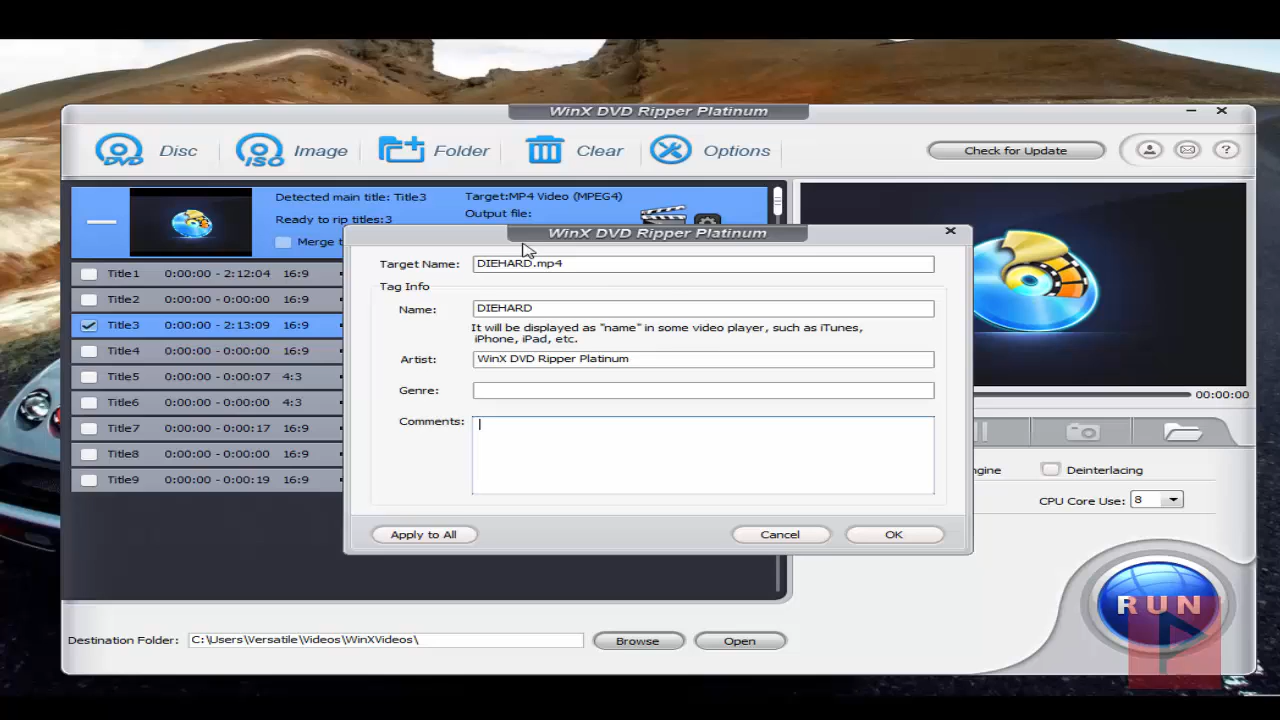 WinX DVD Ripper Platinum
DVD Disc
ISO Image
Folder
Clear
Options
Check for Update
?
Detected main title: Title3
Target:MP4 Video (MPEG4)
Ready to rip titles:3
Output file:
Merge t
Title1 0:00:00 - 2:12:04 16:9
Title2 0:00:00 - 0:00:00 16:9
Title3 0:00:00 - 2:13:09 16:9
Title4 0:00:00 - 0:00:00 16:9
Title5 0:00:00 - 0:00:07 4:3
Title6 0:00:00 - 0:00:00 4:3
Title7 0:00:00 - 0:00:17 16:9
Title8 0:00:00 - 0:00:00 16:9
Title9 0:00:00 - 0:00:19 16:9
WinX DVD Ripper Platinum
Target Name: DIEHARD.mp4
Tag Info
Name: DIEHARD
It will be displayed as "name" in some video player, such as iTunes,
iPhone, iPad, etc.
Artist: WinX DVD Ripper Platinum
Genre:
Comments:
Apply to All
Cancel
OK
00:00:00
ngine
Deinterlacing
CPU Core Use: 8
RUN
Destination Folder: C:\Users\Versatile\Videos\WinXVideos\
Browse
Open